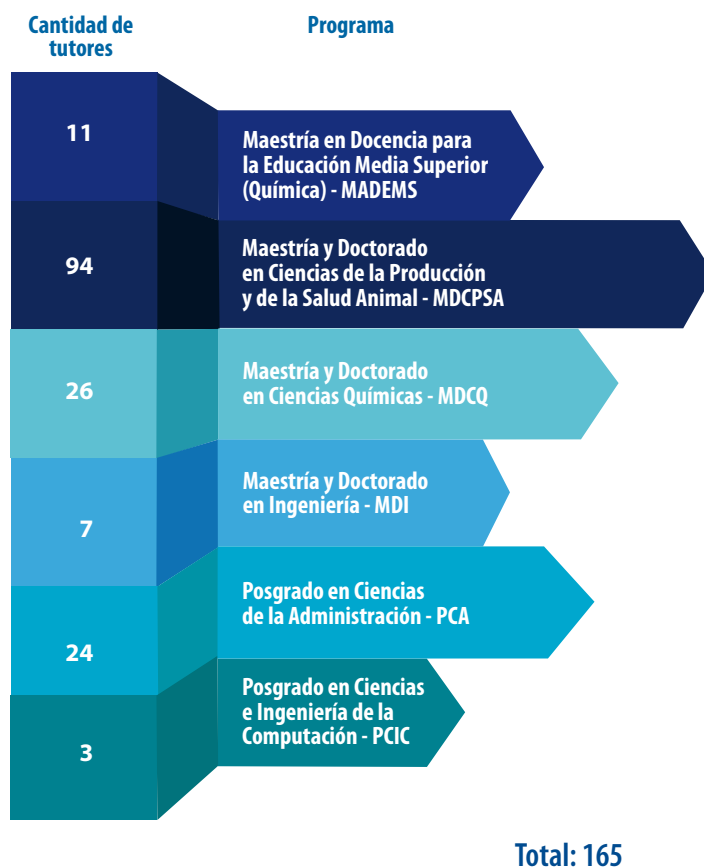 Cantidad de
tutores
Programa
11
Maestría en Docencia para
la Educación Media Superior
(Química) - MADEMS
94
Maestría y Doctorado
en Ciencias de la Producción
y de la Salud Animal - MDCPSA
26
Maestría y Doctorado
en Ciencias Químicas - MDCQ
7
Maestría y Doctorado
en Ingeniería - MDI
24
Posgrado en Ciencias
de la Administración - PCA
3
Posgrado en Ciencias
e Ingeniería de la
Computación - PCIC
Total: 165